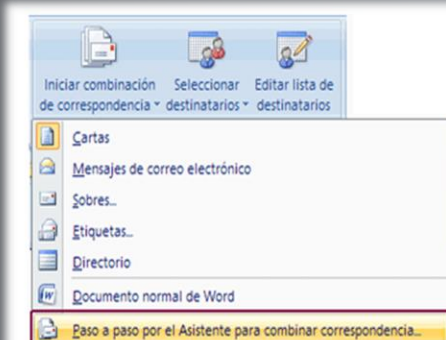 Iniciar combinación Seleccionar Editar lista de
de correspondencia destinatarios destinatarios
Cartas
Mensajes de correo electrónico
Sobres...
Etiquetas...
Directorio
Documento normal de Word
Paso a paso por el Asistente para combinar correspondencia...